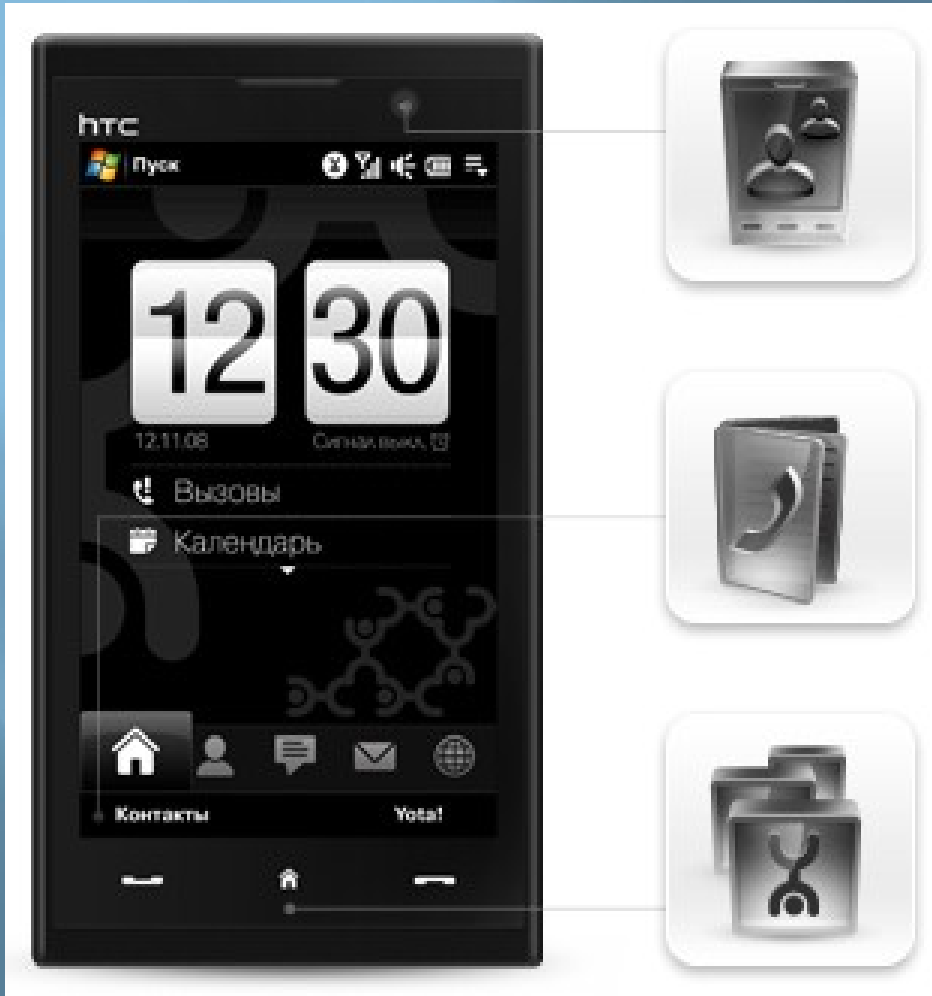 hTC
Пуск
12 30
12.11.08 Сигнал выкл.
Вызовы
Календарь
Контакты Yota!